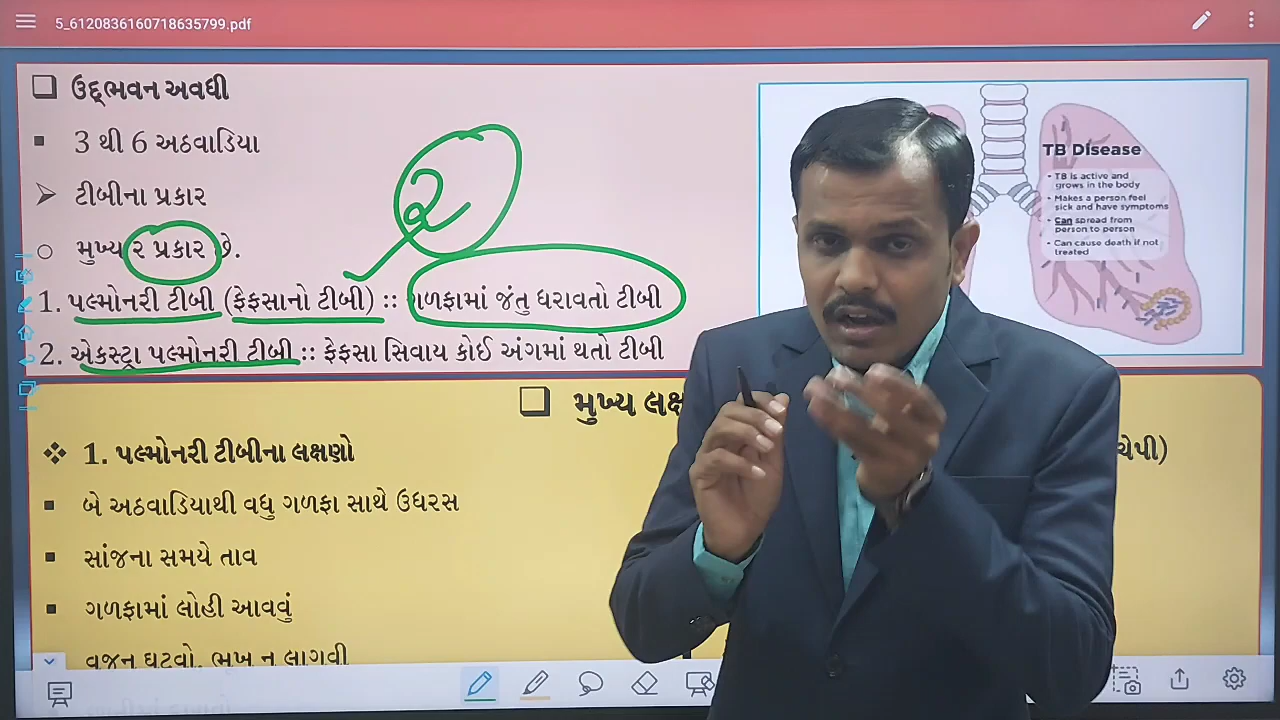 5_6120836160718635799.pdf
ઉદ્ભવન અવધી
3 થી 6 અઠવાડિયા
ટીબીના પ્રકાર
મુખ્ય ૨ પ્રકાર છે.
૨
1. પલ્મોનરી ટીબી (ફેફસાનો ટીબી) :: ગળફામાં જંતુ ધરાવતો ટીબી
2. એકસ્ટ્રા પલ્મોનરી ટીબી :: ફેફસા સિવાય કોઈ અંગમાં થતો ટીબી
TB Disease
• TB is active and
grows in the body
• Makes a person feel
sick and have symptoms
• Can spread from
person to person
• Can cause death if not
treated
મુખ્ય
1. પલ્મોનરી ટીબીના લક્ષણો
બે અઠવાડિયાથી વધુ ગળફા સાથે ઉધરસ
સાંજના સમયે તાવ
ગળફામાં લોહી આવવું
વજન ઘટવો, ભુખ ન લાગવી